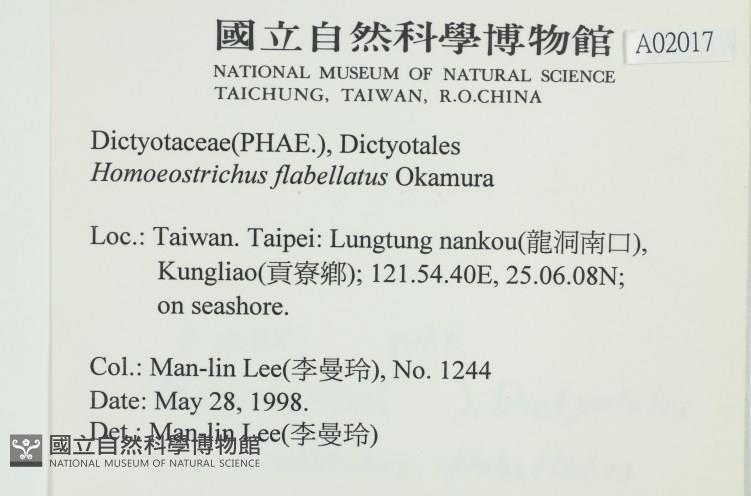 國立自然科學博物館
A02017
NATIONAL MUSEUM OF NATURAL SCIENCE
TAICHUNG, TAIWAN, R.O.CHINA
Dictyotaceae(PHAE.), Dictyotales
Homoeostrichus flabellatus Okamura
Loc.: Taiwan. Taipei: Lungtung nankou(龍洞南口),
Kungliao(貢寮鄉); 121.54.40E, 25.06.08N;
on seashore.
Col.: Man-lin Lee(李曼玲), No. 1244
Date: May 28, 1998.
Det.: Man-lin Lee(李曼玲)
國立自然科學博物館
NATIONAL MUSEUM OF NATURAL SCIENCE